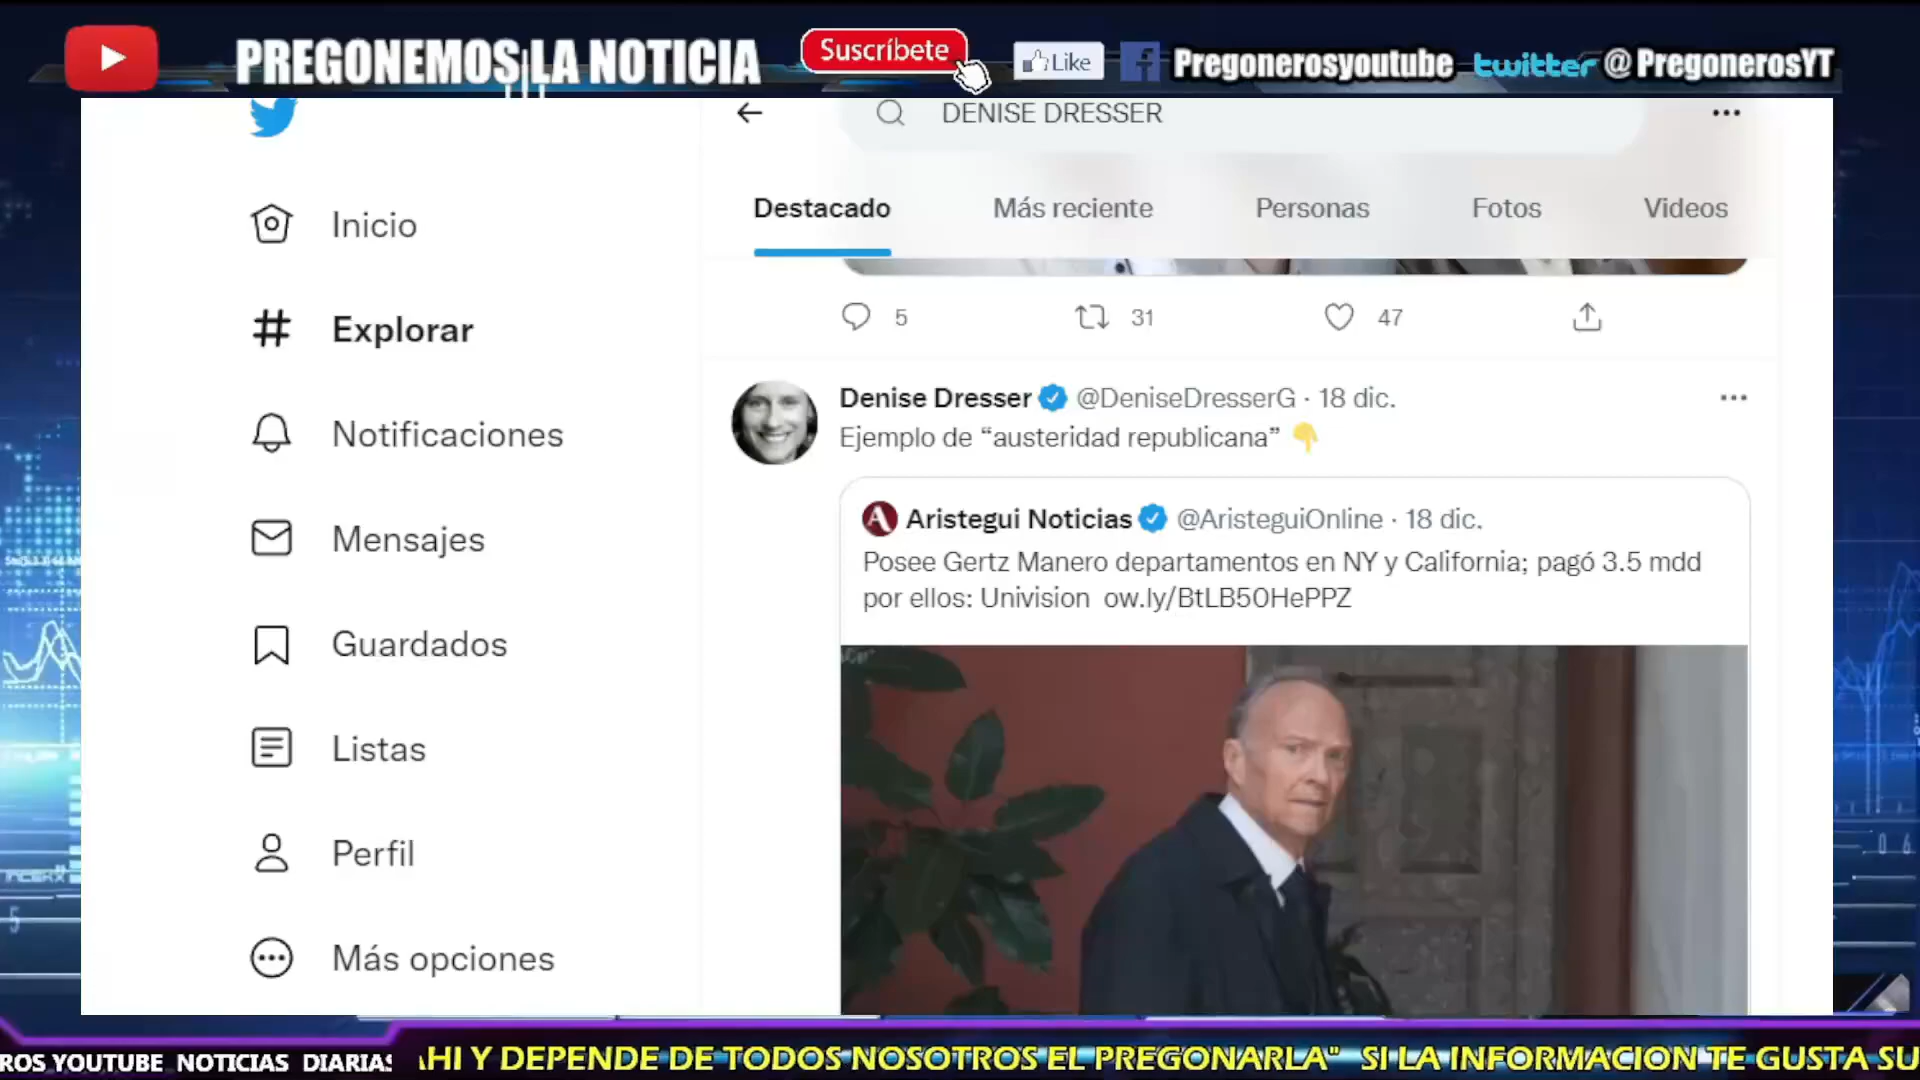 PREGONEMOS LA NOTICIA
Suscríbete
Like
Pregonerosyoutube
twitter @PregonerosYT
DENISE DRESSER
Destacado
Más reciente
Personas
Fotos
Videos
Inicio
Explorar
Notificaciones
Mensajes
Guardados
Listas
Perfil
Más opciones
5
31
47
Denise Dresser @DeniseDresserG · 18 dic.
Ejemplo de “austeridad republicana”
Aristegui Noticias @AristeguiOnline · 18 dic.
Posee Gertz Manero departamentos en NY y California; pagó 3.5 mdd
por ellos: Univision ow.ly/BtLB50HePPZ
ROS YOUTUBE NOTICIAS DIARIAS
AHI Y DEPENDE DE TODOS NOSOTROS EL PREGONARLA" SI LA INFORMACION TE GUSTA SU